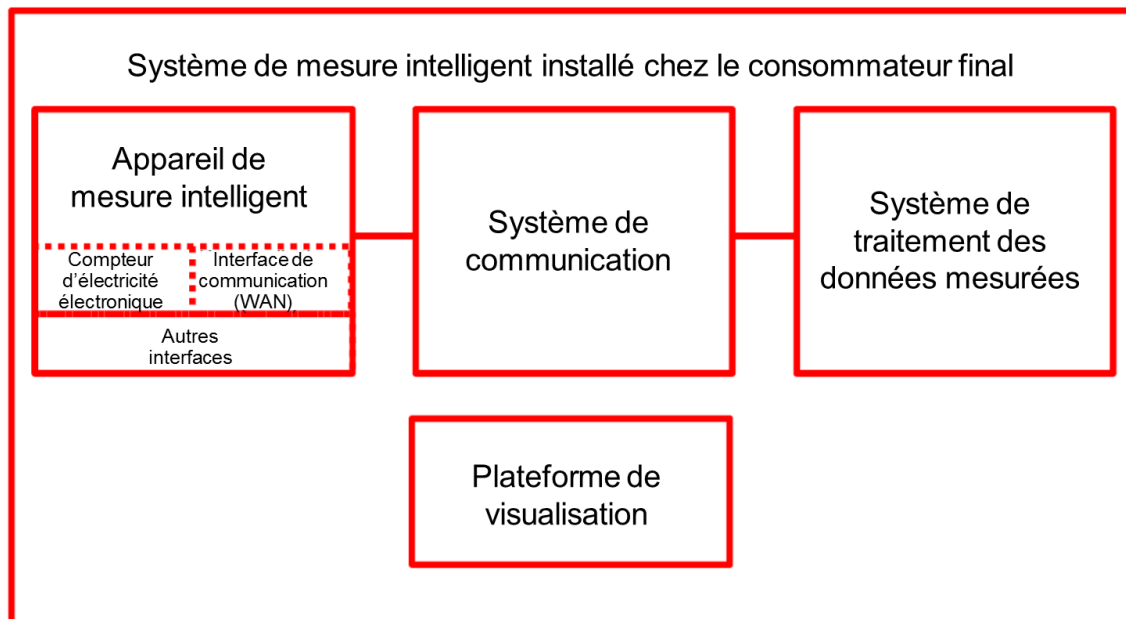 Système de mesure intelligent installé chez le consommateur final
Appareil de
mesure intelligent
Compteur
d’électricité
électronique
Interface de
communication
(WAN),
Autres
interfaces
Système de
communication
Système de
traitement des
données mesurées
Plateforme de
visualisation